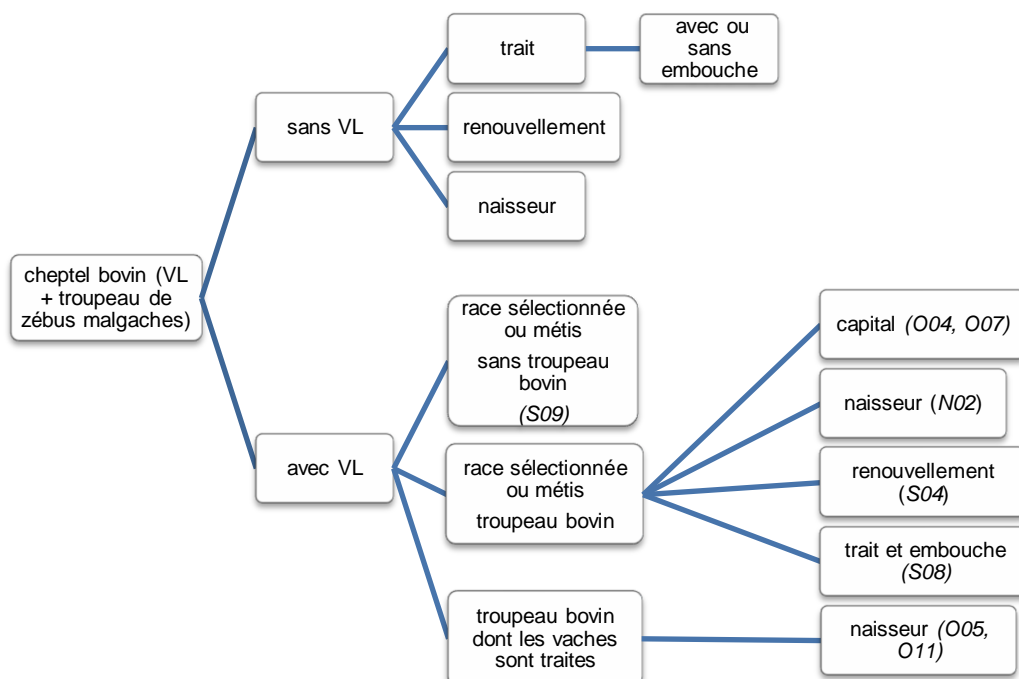 trait
avec ou
sans
embouche
sans VL
renouvellement
naisseur
cheptel bovin (VL
+ troupeau de
zébus malgaches)
avec VL
race sélectionnée
ou métis
sans troupeau
bovin
(S09)
race sélectionnée
ou métis
troupeau bovin
capital (O04, O07)
naisseur (N02)
renouvellement
(S04)
trait et embouche
(S08)
troupeau bovin
dont les vaches
sont traites
naisseur (O05,
O11)